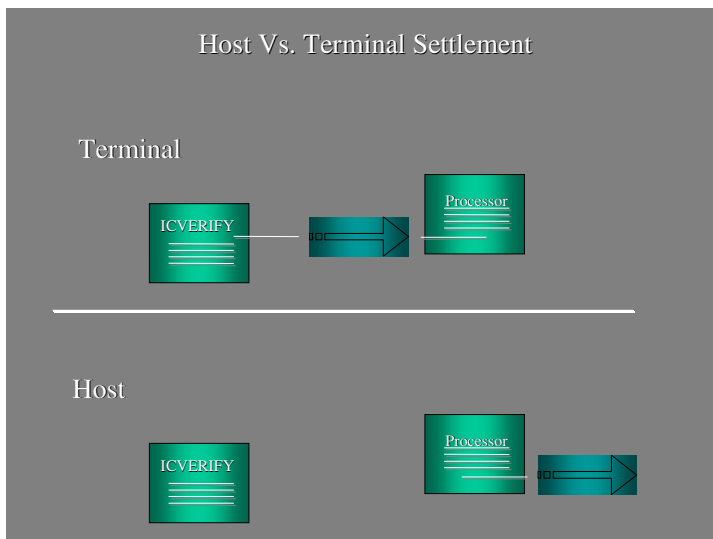 Host Vs. Terminal Settlement
Terminal
Processor
ICVERIFY
Host
Processor
ICVERIFY